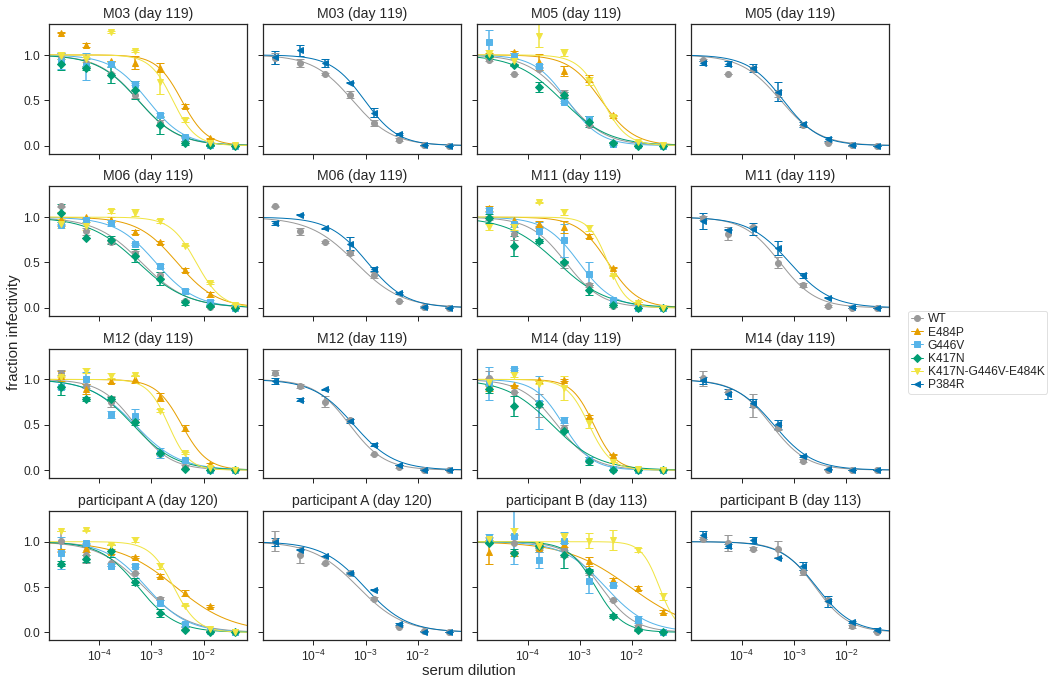 M03 (day 119)
M03 (day 119)
M05 (day 119)
M05 (day 119)
1.0
0.5
0.0
M06 (day 119)
M06 (day 119)
M11 (day 119)
M11 (day 119)
1.0
0.5
0.0
M12 (day 119)
M12 (day 119)
M14 (day 119)
M14 (day 119)
1.0
0.5
0.0
participant A (day 120)
participant A (day 120)
participant B (day 113)
participant B (day 113)
1.0
0.5
0.0
10⁻⁴ 10⁻³ 10⁻²
10⁻⁴ 10⁻³ 10⁻²
10⁻⁴ 10⁻³ 10⁻²
10⁻⁴ 10⁻³ 10⁻²
serum dilution
fraction infectivity
WT
E484P
G446V
K417N
K417N-G446V-E484K
P384R